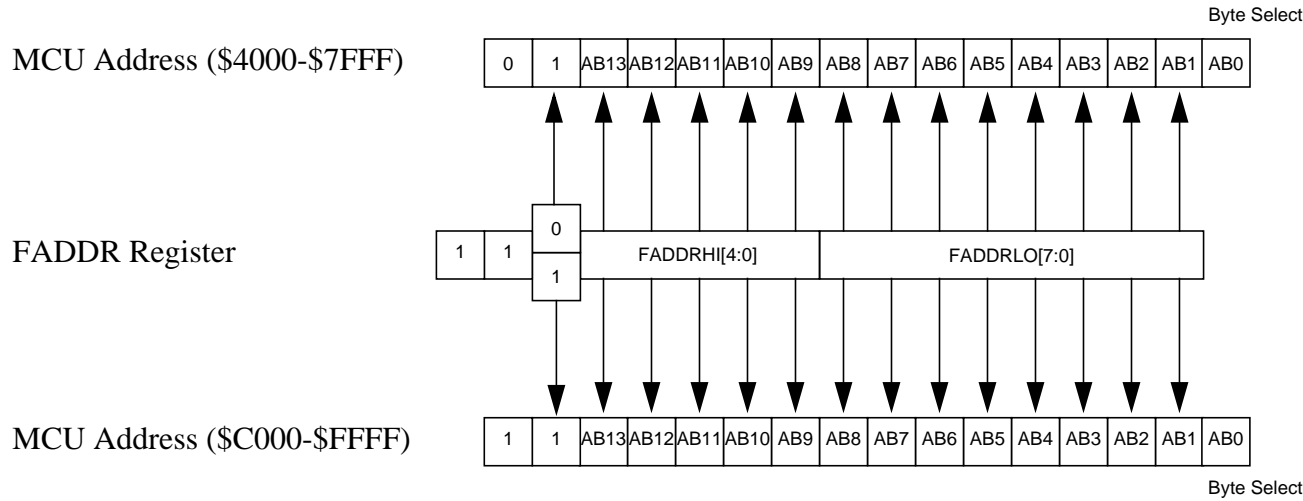 Byte Select
MCU Address ($4000-$7FFF) 0 1 AB13 AB12 AB11 AB10 AB9 AB8 AB7 AB6 AB5 AB4 AB3 AB2 AB1 AB0
0
FADDR Register 1 1 FADDRHI[4:0] FADDRLO[7:0]
1
MCU Address ($C000-$FFFF) 1 1 AB13 AB12 AB11 AB10 AB9 AB8 AB7 AB6 AB5 AB4 AB3 AB2 AB1 AB0
Byte Select